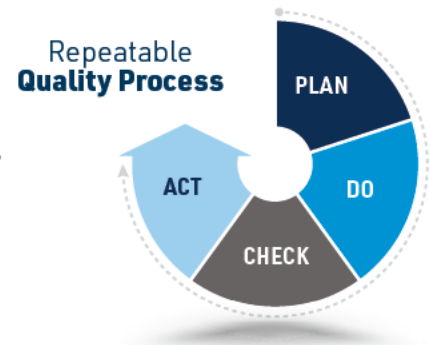 Repeatable
Quality Process
PLAN
DO
CHECK
ACT